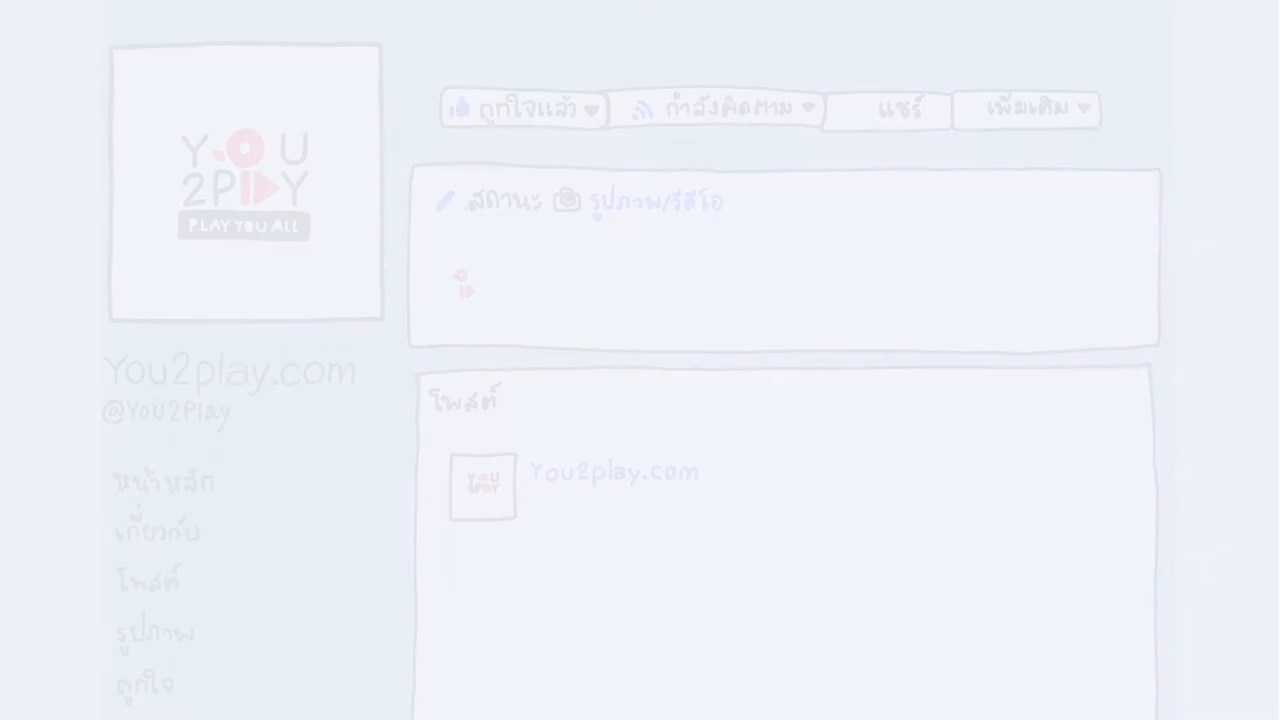 YOU
2PLAY
PLAY YOU ALL
You2play.com
@You2Play
หน้าหลัก
เกี่ยวกับ
โพสต์
รูปภาพ
ถูกใจ
ถูกใจแล้ว
กำลังติดตาม
แชร์
เพิ่มเติม
สถานะ
รูปภาพ/วีดีโอ
โพสต์
YOU
2PLAY
You2play.com